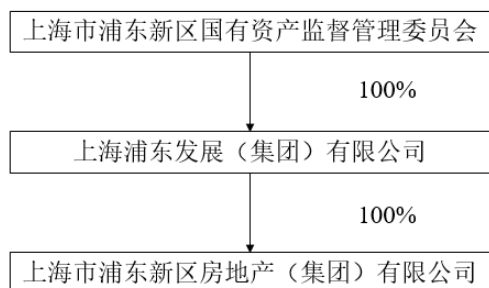 上海市浦东新区国有资产监督管理委员会
100%
上海浦东发展（集团）有限公司
100%
上海市浦东新区房地产（集团）有限公司